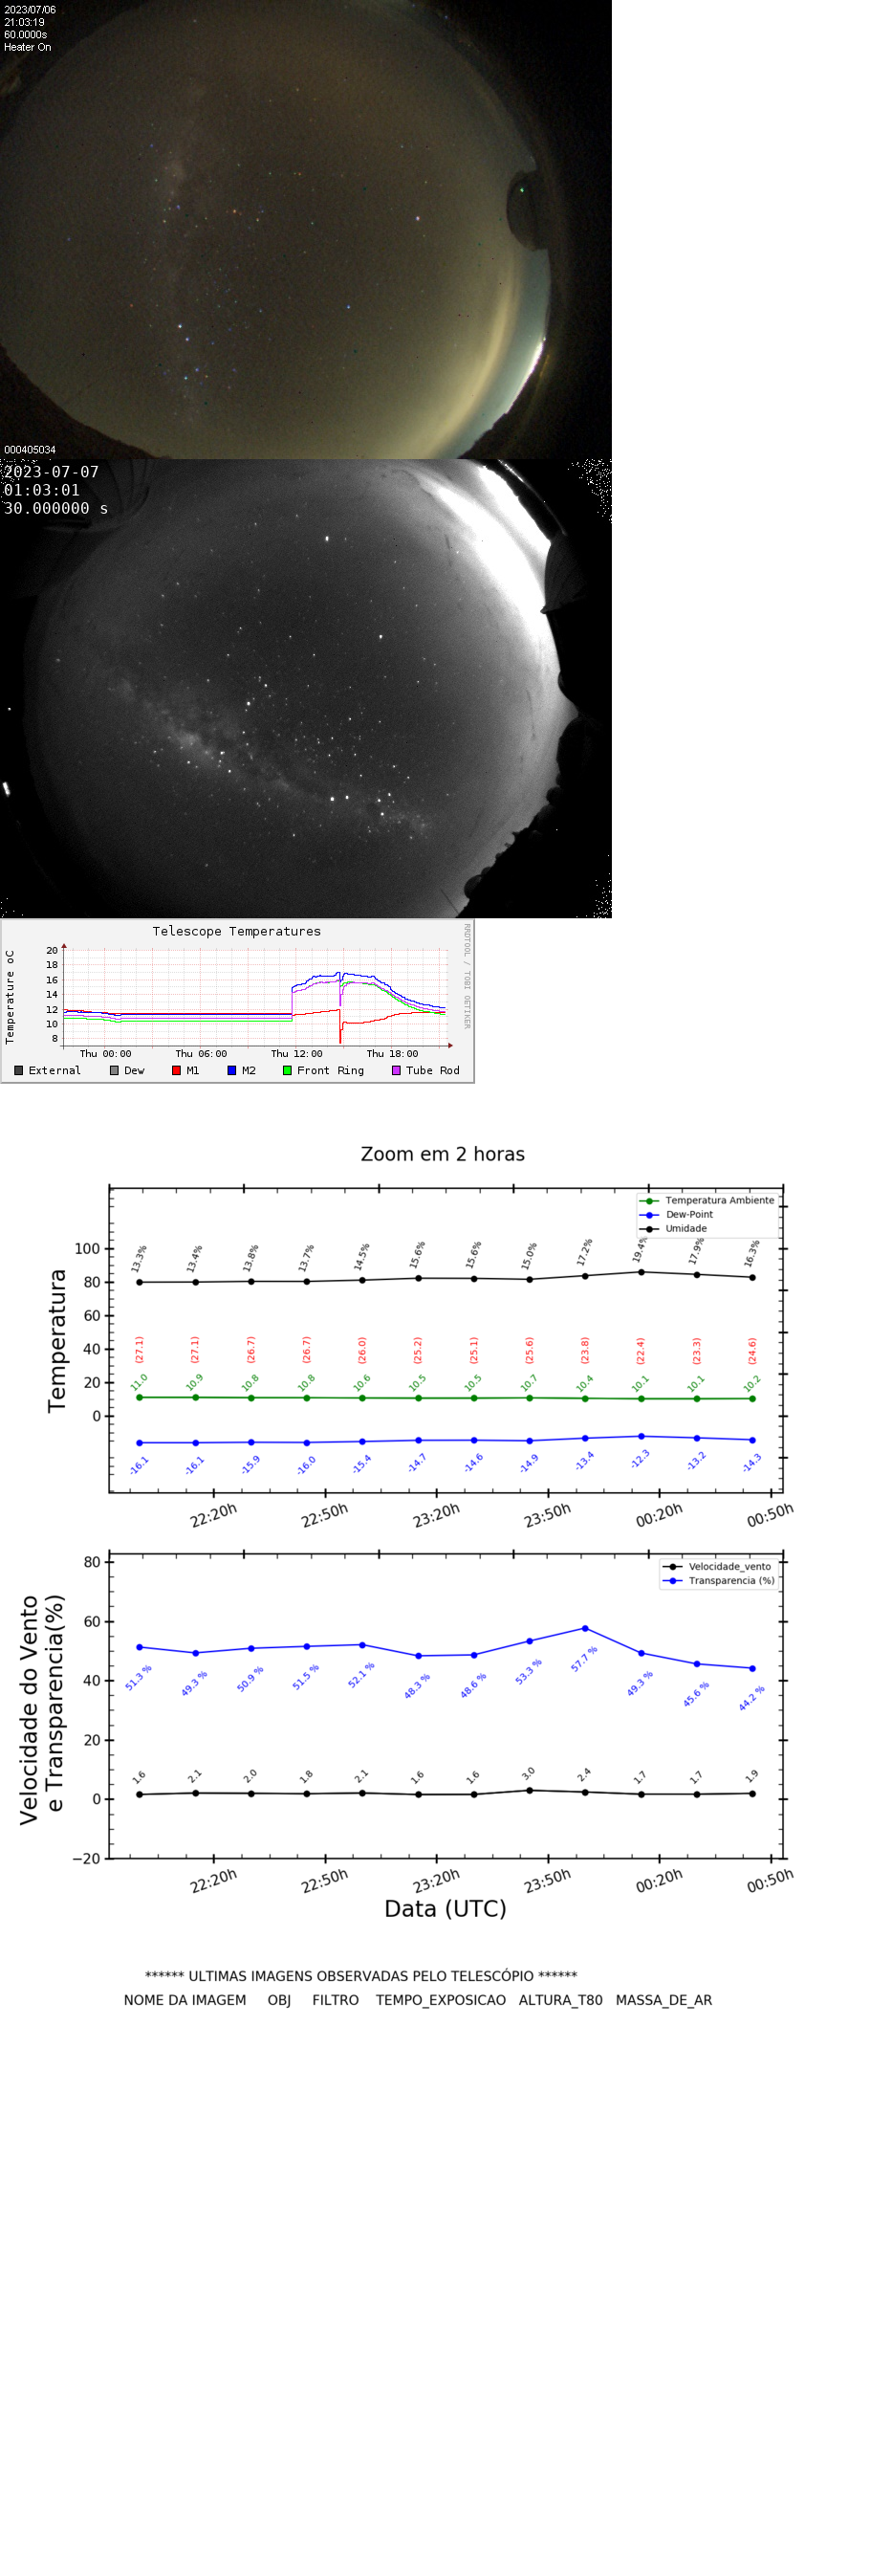 2023/07/06
21:03:19
60.0000s
Heater On
000405034
2023-07-07
01:03:01
30.000000 s
Telescope Temperatures
RRDTOOL / TOBI OETIKER
Temperature oC
20
18
16
14
12
10
8
Thu 00:00 Thu 06:00 Thu 12:00 Thu 18:00
External Dew M1 M2 Front Ring Tube Rod
Zoom em 2 horas
Temperatura Ambiente
Dew-Point
Umidade
Temperatura
100
80
60
40
20
0
13.3% 13.4% 13.8% 13.7% 14.5% 15.6% 15.6% 15.0% 17.2% 19.4% 17.9% 16.3%
(27.1) (27.1) (26.7) (26.7) (26.0) (25.2) (25.1) (25.6) (23.8) (22.4) (23.3) (24.6)
11.0 10.9 10.8 10.8 10.6 10.5 10.5 10.7 10.4 10.1 10.1 10.2
-16.1 -16.1 -15.9 -16.0 -15.4 -14.7 -14.6 -14.9 -13.4 -12.3 -13.2 -14.3
22:20h 22:50h 23:20h 23:50h 00:20h 00:50h
Velocidade_vento
Transparencia (%)
Velocidade do Vento
e Transparencia(%)
80
60
40
20
0
−20
51.3 % 49.3 % 50.9 % 51.5 % 52.1 % 48.3 % 48.6 % 53.3 % 57.7 % 49.3 % 45.6 % 44.2 %
1.6 2.1 2.0 1.8 2.1 1.6 1.6 3.0 2.4 1.7 1.7 1.9
22:20h 22:50h 23:20h 23:50h 00:20h 00:50h
Data (UTC)
****** ULTIMAS IMAGENS OBSERVADAS PELO TELESCÓPIO ******
NOME DA IMAGEM OBJ FILTRO TEMPO_EXPOSICAO ALTURA_T80 MASSA_DE_AR